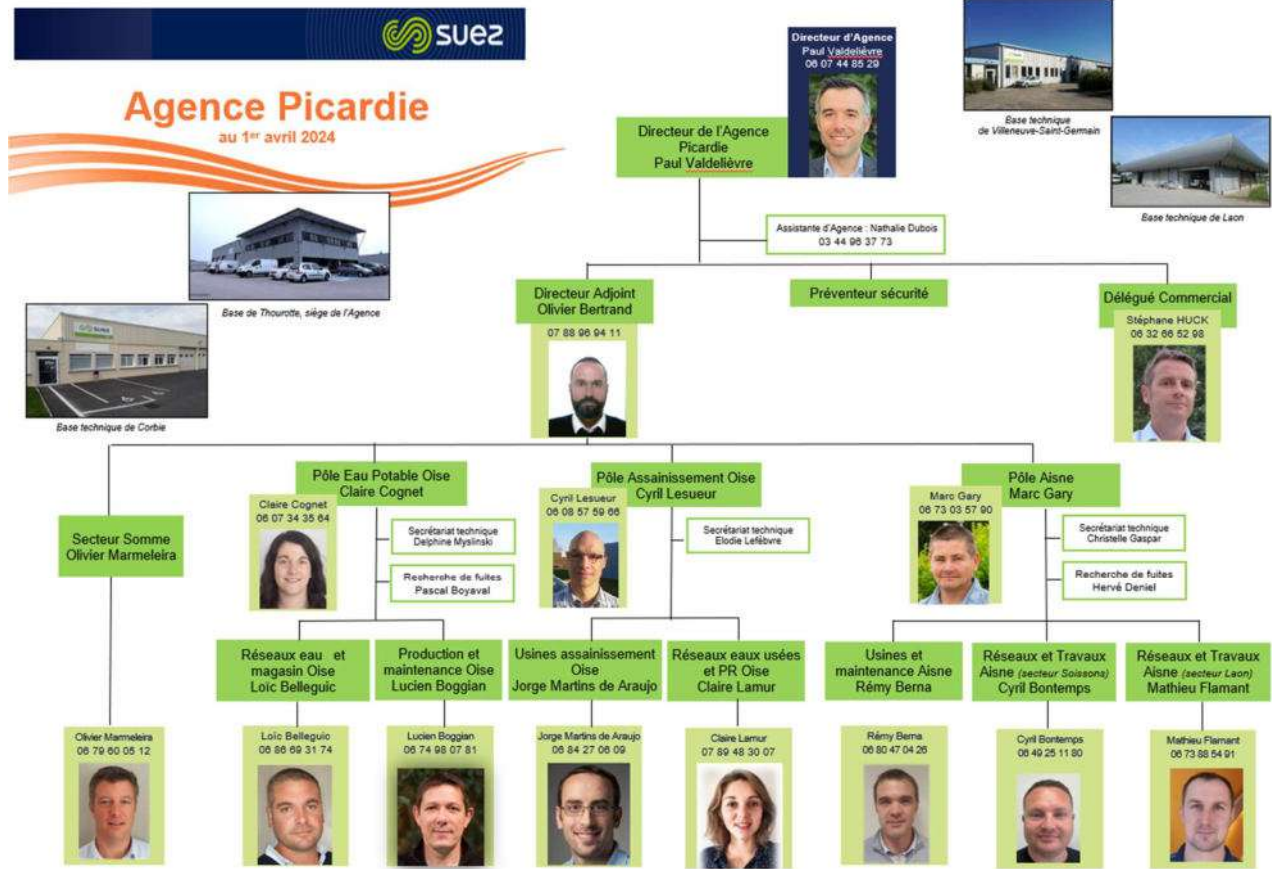 suez
Agence Picardie
au 1er avril 2024
Directeur d'Agence
Paul Valdelièvre
06 07 44 85 29
Directeur de l'Agence
Picardie
Paul Valdelièvre
Base technique
de Villeneuve-Saint-Germain
Base technique de Laon
Assistante d'Agence : Nathalie Dubois
03 44 96 37 73
Base de Thourotte, siège de l'Agence
Base technique de Corbie
Directeur Adjoint
Olivier Bertrand
07 88 96 94 11
Préventeur sécurité
Délégué Commercial
Stéphane HUCK
06 32 66 52 98
Secteur Somme
Olivier Marmeleira
Pôle Eau Potable Oise
Claire Cognet
Claire Cognet
06 07 34 35 64
Secrétariat technique
Delphine Myslinski
Recherche de fuites
Pascal Boyaval
Pôle Assainissement Oise
Cyril Lesueur
Cyril Lesueur
06 08 57 59 66
Secrétariat technique
Elodie Lefèbvre
Pôle Aisne
Marc Gary
Marc Gary
06 73 03 57 90
Secrétariat technique
Christelle Gaspar
Recherche de fuites
Hervé Deniel
Réseaux eau et
magasin Oise
Loïc Belleguic
Production et
maintenance Oise
Lucien Boggian
Usines assainissement
Oise
Jorge Martins de Araujo
Réseaux eaux usées
et PR Oise
Claire Lamur
Usines et
maintenance Aisne
Rémy Berna
Réseaux et Travaux
Aisne (secteur Soissons)
Cyril Bontemps
Réseaux et Travaux
Aisne (secteur Laon)
Mathieu Flamant
Olivier Marmeleira
06 79 60 05 12
Loïc Belleguic
06 86 69 31 74
Lucien Boggian
06 74 98 07 81
Jorge Martins de Araujo
06 84 27 06 09
Claire Lamur
07 89 48 30 07
Rémy Berna
06 80 47 04 26
Cyril Bontemps
06 49 25 11 80
Mathieu Flamant
06 73 88 54 91